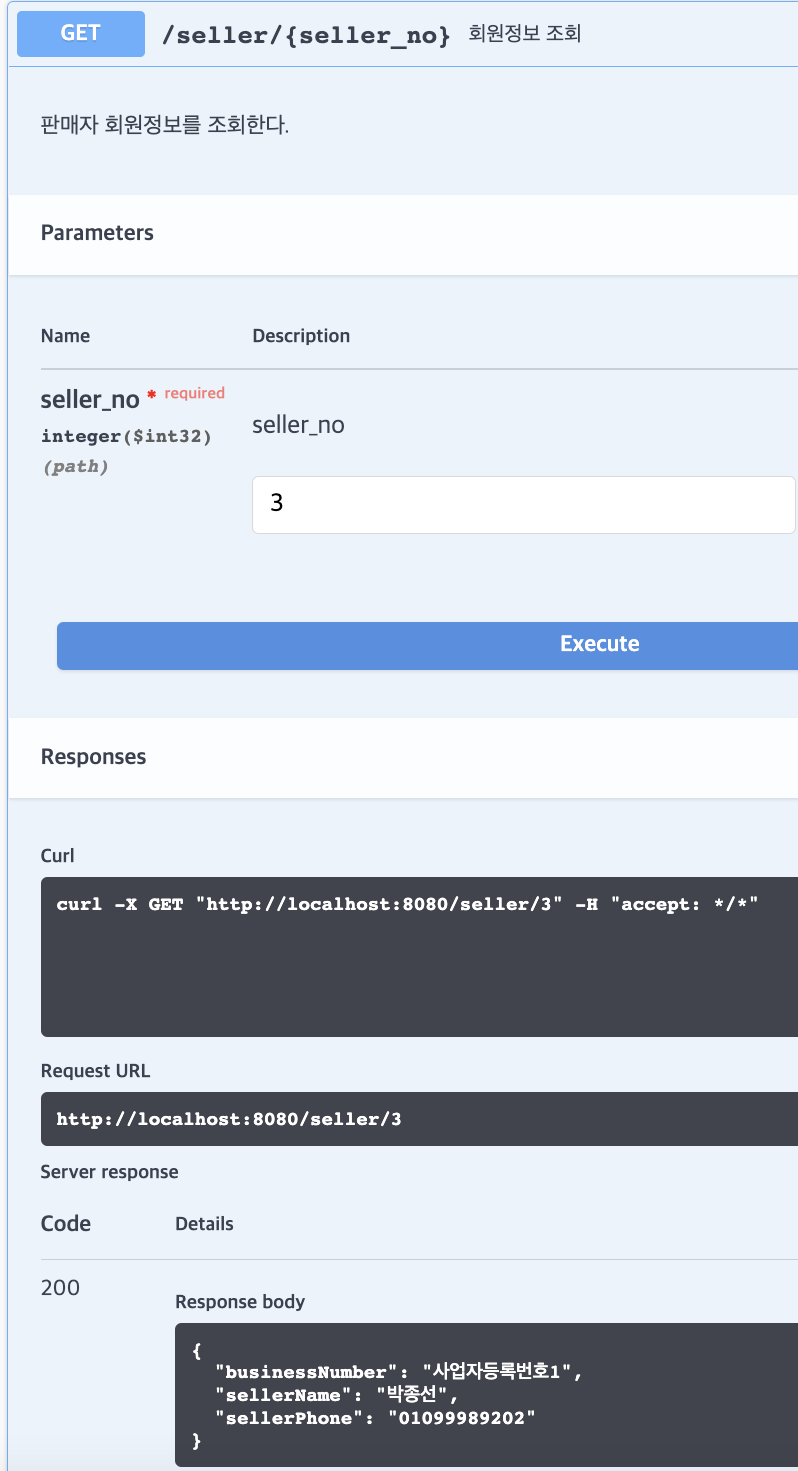 GET /seller/{seller_no} 회원정보 조회
판매자 회원정보를 조회한다.
Parameters
Name Description
seller_no * required
integer($int32)
(path)
seller_no
3
Execute
Responses
Curl
curl -X GET "http://localhost:8080/seller/3" -H "accept: */*"
Request URL
http://localhost:8080/seller/3
Server response
Code Details
200
Response body
{
  "businessNumber": "사업자등록번호1",
  "sellerName": "박종선",
  "sellerPhone": "01099989202"
}